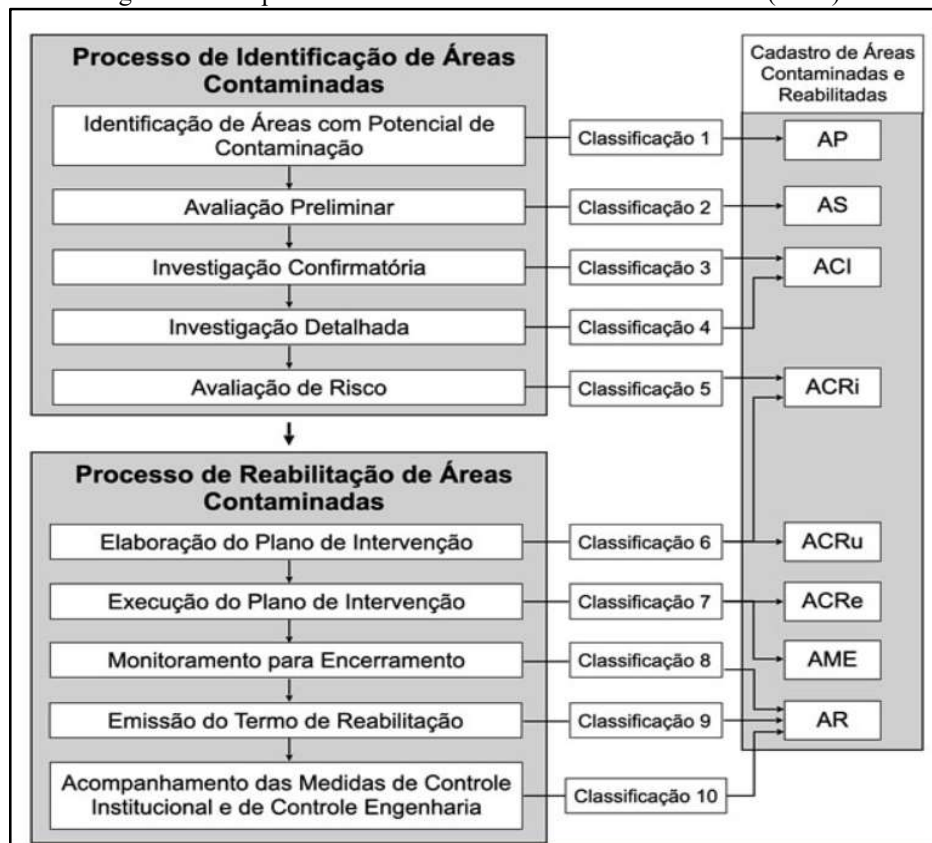 Processo de Identificação de Áreas
Contaminadas
Identificação de Áreas com Potencial de
Contaminação
Avaliação Preliminar
Investigação Confirmatória
Investigação Detalhada
Avaliação de Risco
Classificação 1
Classificação 2
Classificação 3
Classificação 4
Classificação 5
Processo de Reabilitação de Áreas
Contaminadas
Elaboração do Plano de Intervenção
Execução do Plano de Intervenção
Monitoramento para Encerramento
Emissão do Termo de Reabilitação
Acompanhamento das Medidas de Controle
Institucional e de Controle Engenharia
Classificação 6
Classificação 7
Classificação 8
Classificação 9
Classificação 10
Cadastro de Áreas
Contaminadas e
Reabilitadas
AP
AS
ACI
ACRi
ACRu
ACRe
AME
AR